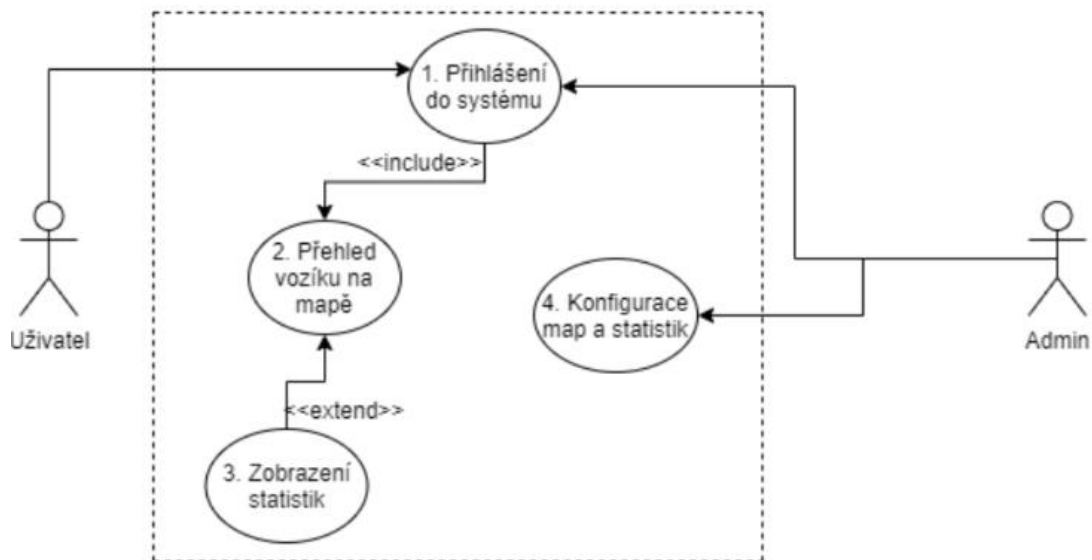 1. Přihlášení
do systému
<<include>>
2. Přehled
vozíku na
mapě
4. Konfigurace
map a statistik
Uživatel
Admin
<<extend>>
3. Zobrazení
statistik